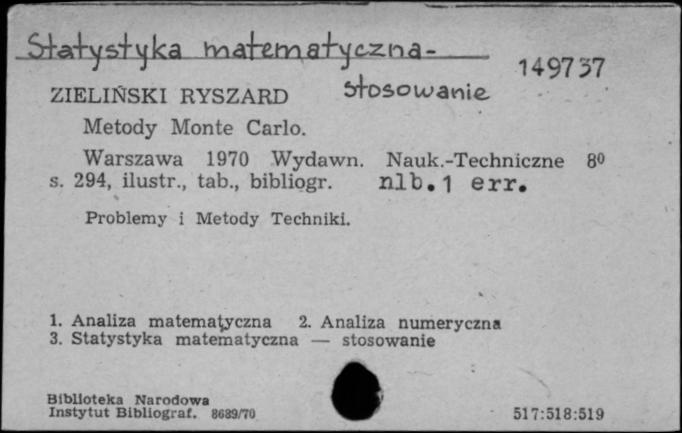 Statystyka matematyczna-
149737
ZIELIŃSKI RYSZARD stosowanie
Metody Monte Carlo.
Warszawa 1970 Wydawn. Nauk.-Techniczne 8º
s. 294, ilustr., tab., bibliogr. nlb.1 err.
Problemy i Metody Techniki.
1. Analiza matematyczna 2. Analiza numeryczna
3. Statystyka matematyczna — stosowanie
Biblioteka Narodowa
Instytut Bibliograf. 8689/70
517:518:519